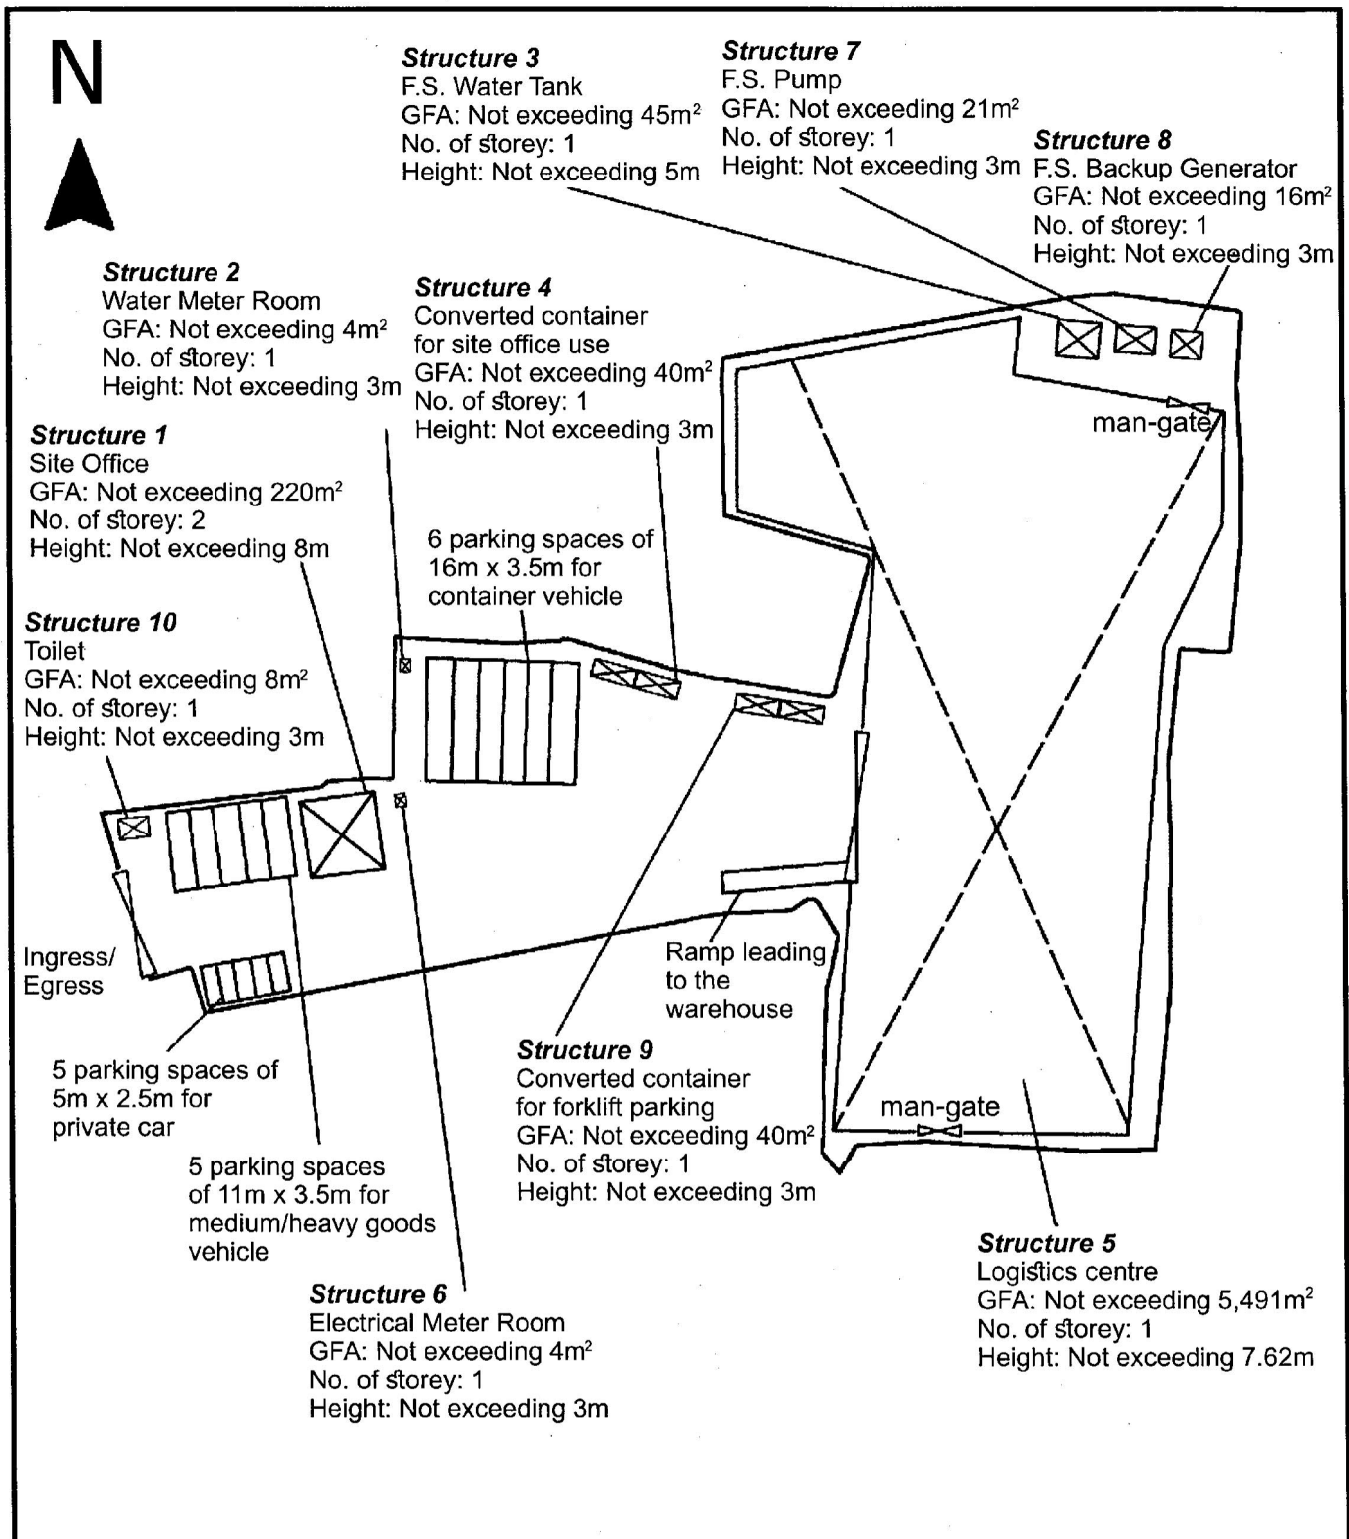 N
Structure 3
F.S. Water Tank
GFA: Not exceeding 45m²
No. of storey: 1
Height: Not exceeding 5m
Structure 7
F.S. Pump
GFA: Not exceeding 21m²
No. of storey: 1
Height: Not exceeding 3m
Structure 8
F.S. Backup Generator
GFA: Not exceeding 16m²
No. of storey: 1
Height: Not exceeding 3m
Structure 2
Water Meter Room
GFA: Not exceeding 4m²
No. of storey: 1
Height: Not exceeding 3m
Structure 4
Converted container
for site office use
GFA: Not exceeding 40m²
No. of storey: 1
Height: Not exceeding 3m
man-gate
Structure 1
Site Office
GFA: Not exceeding 220m²
No. of storey: 2
Height: Not exceeding 8m
6 parking spaces of
16m x 3.5m for
container vehicle
Structure 10
Toilet
GFA: Not exceeding 8m²
No. of storey: 1
Height: Not exceeding 3m
Ingress/
Egress
Ramp leading
to the
warehouse
5 parking spaces of
5m x 2.5m for
private car
Structure 9
Converted container
for forklift parking
GFA: Not exceeding 40m²
No. of storey: 1
Height: Not exceeding 3m
man-gate
5 parking spaces
of 11m x 3.5m for
medium/heavy goods
vehicle
Structure 5
Logistics centre
GFA: Not exceeding 5,491m²
No. of storey: 1
Height: Not exceeding 7.62m
Structure 6
Electrical Meter Room
GFA: Not exceeding 4m²
No. of storey: 1
Height: Not exceeding 3m